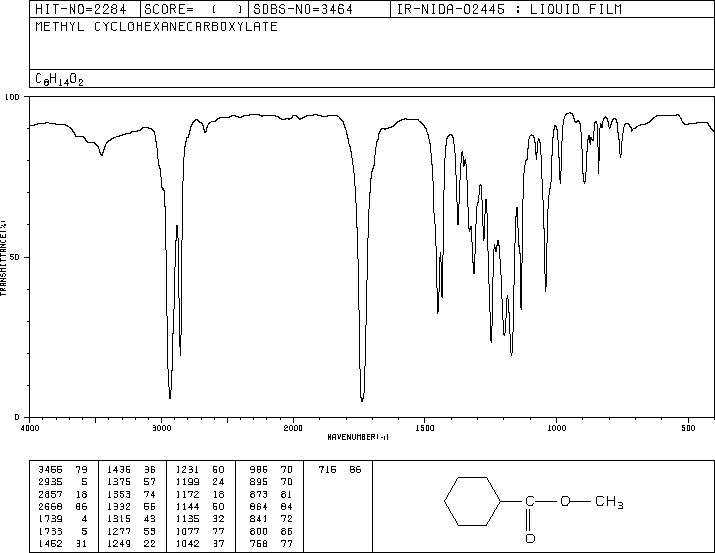 HIT-NO=2284 SCORE= ( ) SDBS-NO=3464 IR-NIDA-02445 : LIQUID FILM
METHYL CYCLOHEXANECARBOXYLATE
C8H14O2
100
TRANSMITTANCE(%)
50
0
4000 3000 2000 1500 1000 500
WAVENUMBER(-1)
3466 79 1436 36 1231 60 986 70 716 86
2935 5 1375 57 1199 24 895 70
2857 18 1353 74 1172 18 873 81
2668 86 1332 66 1144 60 864 84
1739 4 1315 43 1135 32 841 72
1733 5 1277 59 1077 77 800 86
1452 31 1249 22 1042 37 758 77
C O CH3
O